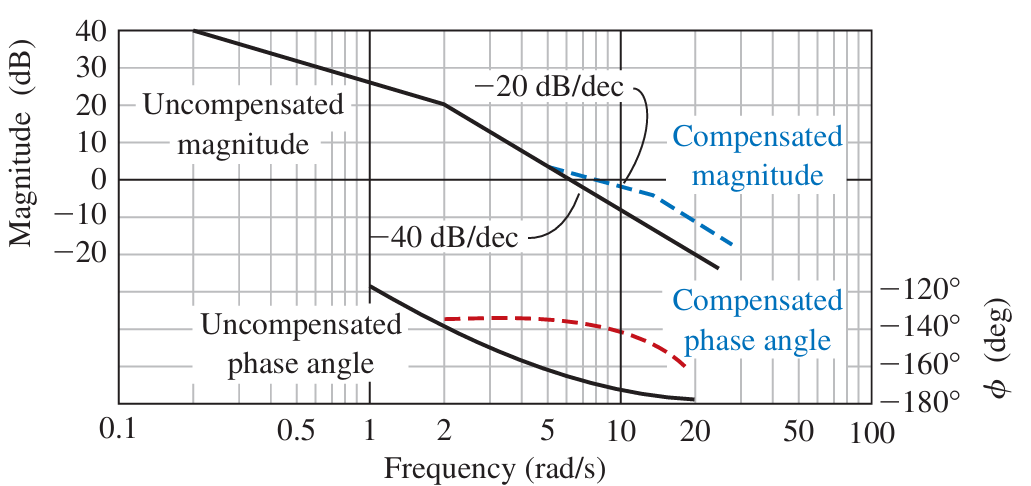 Magnitude (dB)
40
30
20
10
0
−10
−20
Uncompensated
magnitude
−20 dB/dec
Compensated
magnitude
−40 dB/dec
Uncompensated
phase angle
Compensated
phase angle
−120°
−140°
−160°
−180°
ϕ (deg)
0.1 0.5 1 2 5 10 20 50 100
Frequency (rad/s)